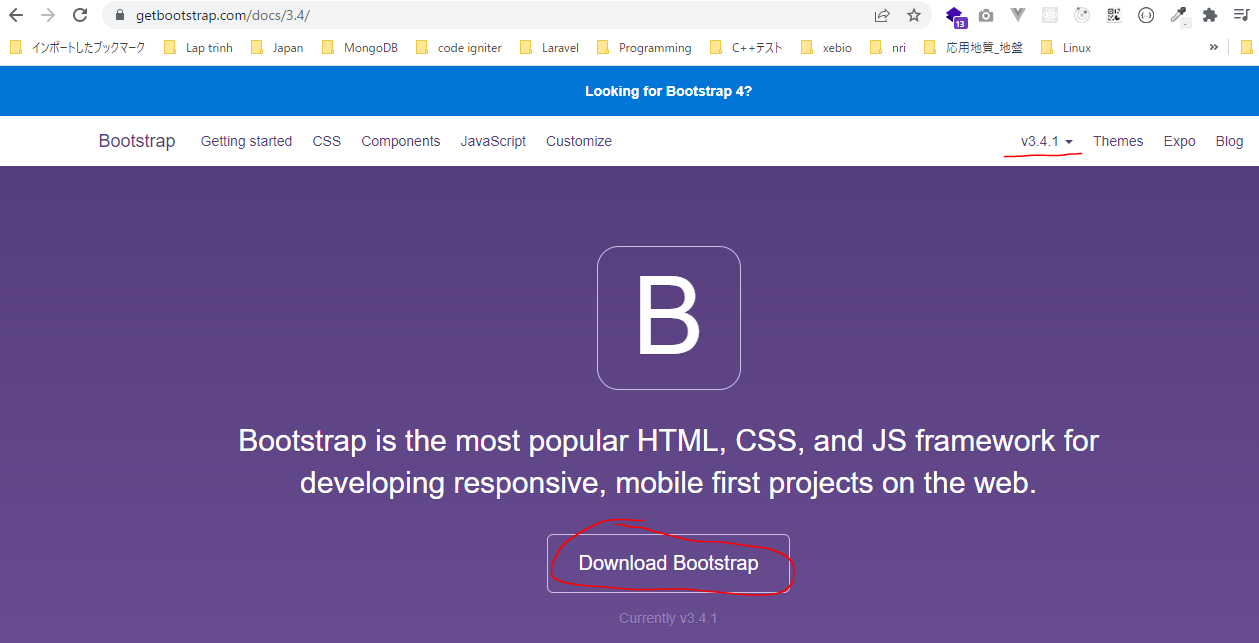 getbootstrap.com/docs/3.4/
13
インポートしたブックマーク Lap trinh Japan MongoDB code igniter Laravel Programming C++テスト xebio nri 応用地質_地盤 Linux »
Looking for Bootstrap 4?
Bootstrap Getting started CSS Components JavaScript Customize v3.4.1 Themes Expo Blog
B
Bootstrap is the most popular HTML, CSS, and JS framework for
developing responsive, mobile first projects on the web.
Download Bootstrap
Currently v3.4.1